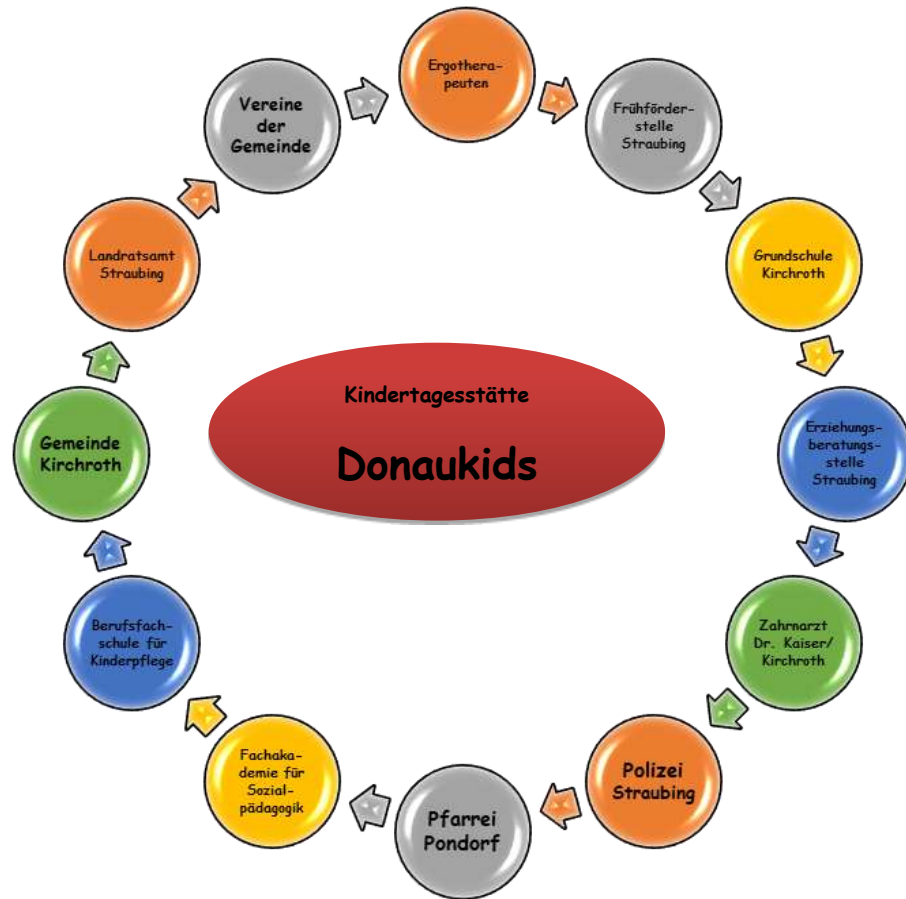 Ergothera-
peuten
Frühförder-
stelle
Straubing
Grundschule
Kirchroth
Erziehungs-
beratungs-
stelle
Straubing
Zahrnarzt
Dr. Kaiser/
Kirchroth
Polizei
Straubing
Pfarrei
Pondorf
Fachaka-
demie für
Sozial-
pädagogik
Berufsfach-
schule für
Kinderpflege
Gemeinde
Kirchroth
Landratsamt
Straubing
Vereine
der
Gemeinde
Kindertagesstätte
Donaukids